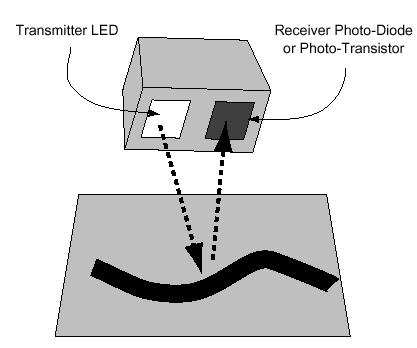 Transmitter LED
Receiver Photo-Diode
or Photo-Transistor